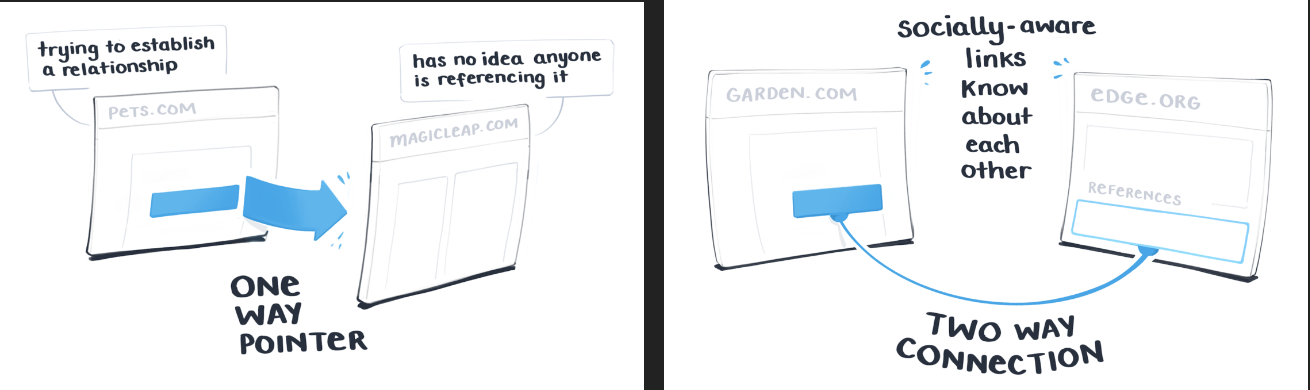 trying to establish
a relationship
has no idea anyone
is referencing it
PETS.COM
MAGICLEAP.COM
ONE
WAY
POINTER
socially-aware
links
Know
about
each
other
GARDEN.COM
EDGE.ORG
REFERENCES
TWO WAY
CONNECTION